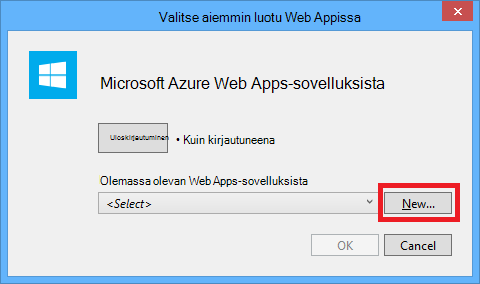 Valitse aiemmin luotu Web Appissa
Microsoft Azure Web Apps-sovelluksista
Uloskirjautuminen • Kuin kirjautuneena
Olemassa olevan Web Apps-sovelluksista
<Select> New...
OK Cancel